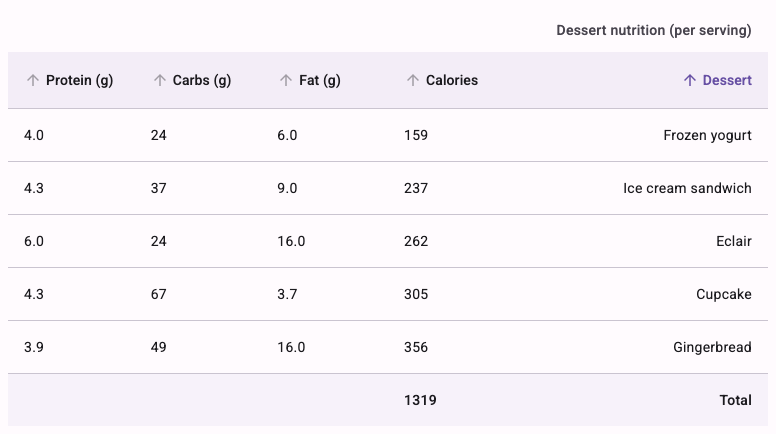 Dessert nutrition (per serving)
Protein (g) Carbs (g) Fat (g) Calories Dessert
4.0 24 6.0 159 Frozen yogurt
4.3 37 9.0 237 Ice cream sandwich
6.0 24 16.0 262 Eclair
4.3 67 3.7 305 Cupcake
3.9 49 16.0 356 Gingerbread
1319 Total